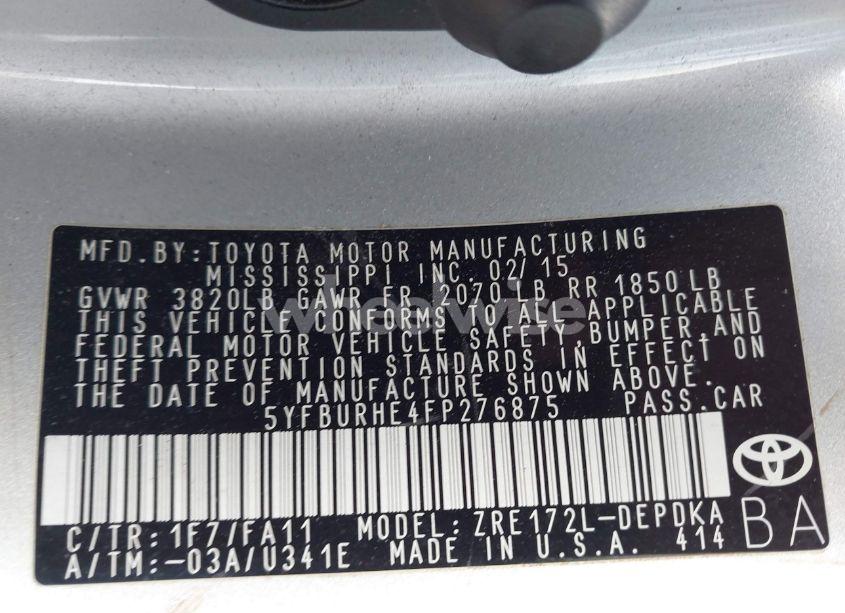 MFD.BY:TOYOTA MOTOR MANUFACTURING
MISSISSIPPI INC. 02/15
GVWR 3820LB GAWR FR 2070LB RR 1850LB
THIS VEHICLE CONFORMS TO ALL APPLICABLE
FEDERAL MOTOR VEHICLE SAFETY,BUMPER,AND
THEFT PREVENTION STANDARDS IN EFFECT ON
THE DATE OF MANUFACTURE SHOWN ABOVE.
5YFBURHE4FP276875 PASS.CAR
C/TR:1F7/FA11 MODEL:ZRE172L-DEPDKA
A/TM:-03A/U341E MADE IN U.S.A. 414
BA
wheelwise